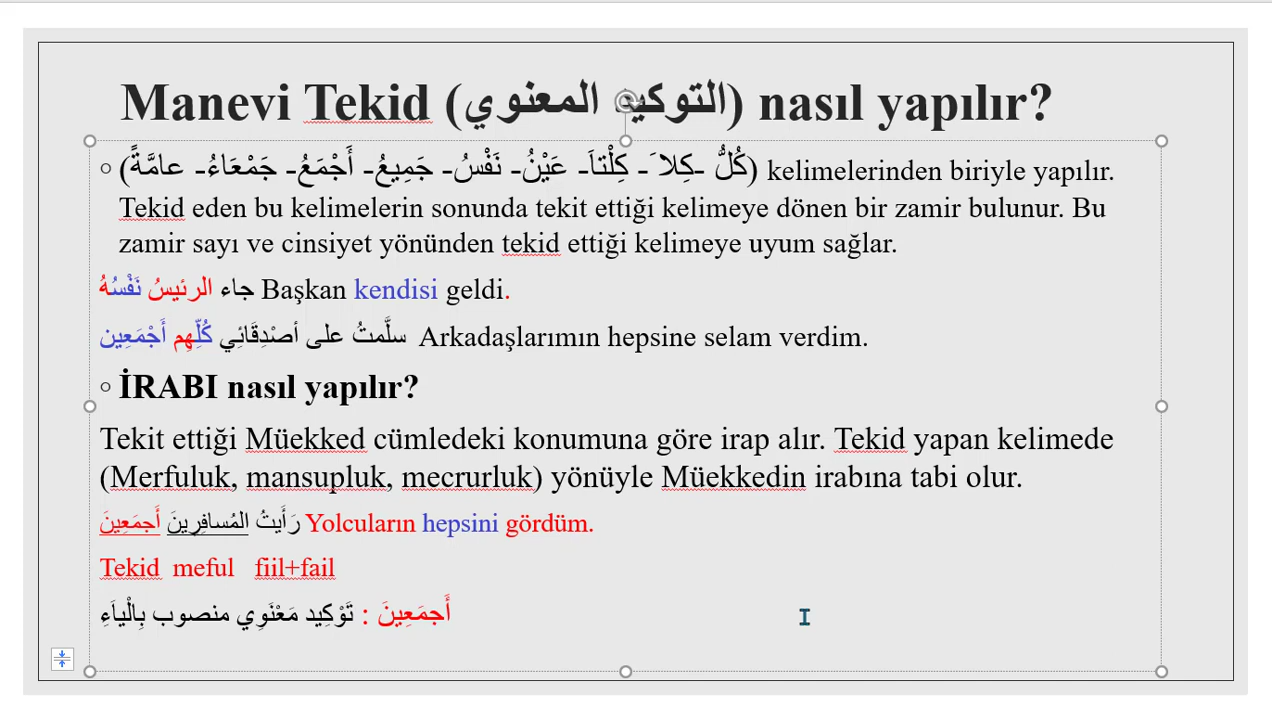 Manevi Tekid (التوكيد المعنوي) nasıl yapılır?
(كُلُّ -كِلاَ - كِلْتاَ- عَيْنُ- نَفْسُ- جَمِيعُ- أَجْمَعُ- جَمْعَاءُ- عامَّةً) kelimelerinden biriyle yapılır.
Tekid eden bu kelimelerin sonunda tekit ettiği kelimeye dönen bir zamir bulunur. Bu
zamir sayı ve cinsiyet yönünden tekid ettiği kelimeye uyum sağlar.
جاء الرئيسُ نَفْسُهُ Başkan kendisi geldi.
سلَّمتُ على أصْدِقَائِي كُلِّهِم أَجْمَعِين Arkadaşlarımın hepsine selam verdim.
İRABI nasıl yapılır?
Tekit ettiği Müekked cümledeki konumuna göre irap alır. Tekid yapan kelimede
(Merfuluk, mansupluk, mecrurluk) yönüyle Müekkedin irabına tabi olur.
رَأَيتُ المُسافِرِينَ أَجمَعِينَ Yolcuların hepsini gördüm.
Tekid meful fiil+fail
أَجمَعِينَ : تَوْكِيد مَعْنَوِي منصوب بِالْياَءِ